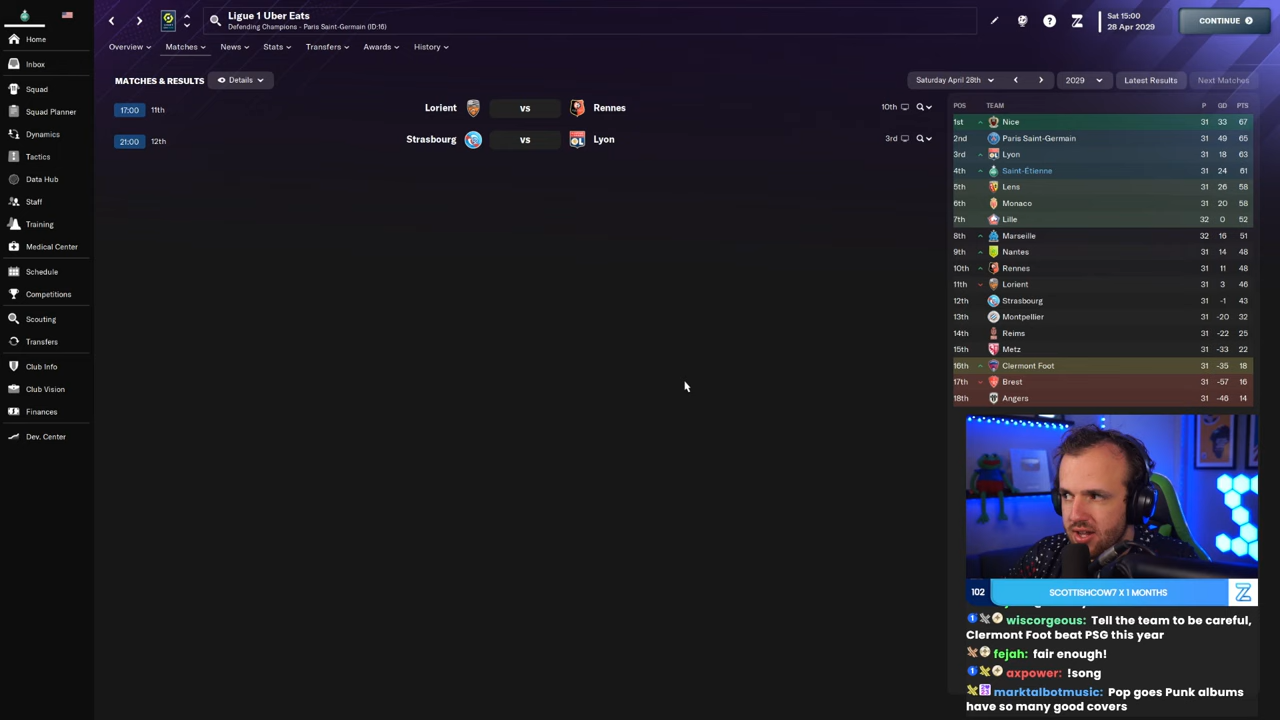 Ligue 1 Uber Eats
Defending Champions - Paris Saint-Germain (ID:16)
Sat 15:00
28 Apr 2029
CONTINUE
Home
Inbox
Squad
Squad Planner
Dynamics
Tactics
Data Hub
Staff
Training
Medical Center
Schedule
Competitions
Scouting
Transfers
Club Info
Club Vision
Finances
Dev. Center
Overview Matches News Stats Transfers Awards History
MATCHES & RESULTS Details Saturday April 28th 2029 Latest Results Next Matches
17:00 11th Lorient vs Rennes 10th
21:00 12th Strasbourg vs Lyon 3rd
POS TEAM P GD PTS
1st Nice 31 33 67
2nd Paris Saint-Germain 31 49 65
3rd Lyon 31 18 63
4th Saint-Étienne 31 24 61
5th Lens 31 26 58
6th Monaco 31 20 58
7th Lille 32 0 52
8th Marseille 32 16 51
9th Nantes 31 14 48
10th Rennes 31 11 48
11th Lorient 31 3 46
12th Strasbourg 31 -1 43
13th Montpellier 31 -20 32
14th Reims 31 -22 25
15th Metz 31 -33 22
16th Clermont Foot 31 -35 18
17th Brest 31 -57 16
18th Angers 31 -46 14
102 SCOTTISHCOW7 X 1 MONTHS
wiscorgeous: Tell the team to be careful,
Clermont Foot beat PSG this year
fejah: fair enough!
axpower: !song
marktalbotmusic: Pop goes Punk albums
have so many good covers